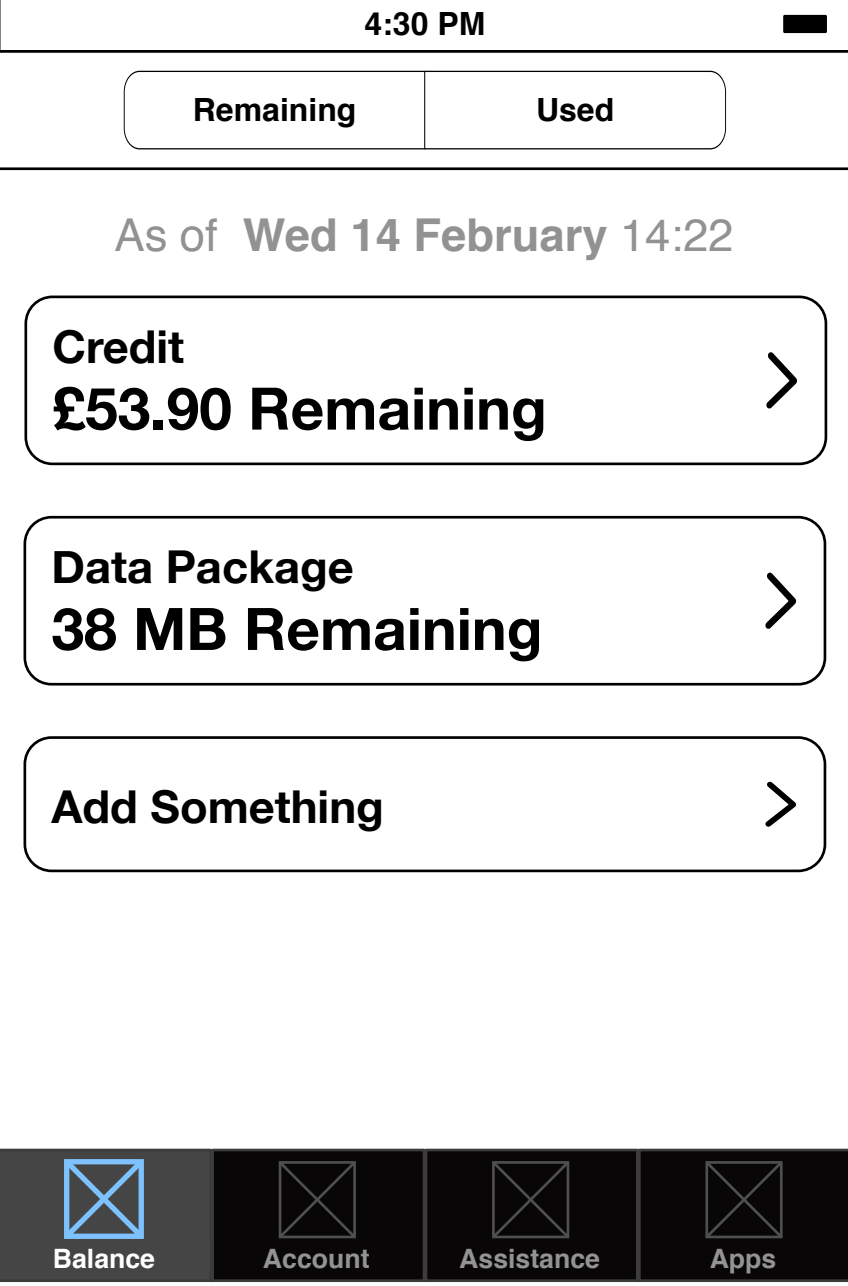 4:30 PM
Remaining Used
As of Wed 14 February 14:22
Credit
£53.90 Remaining
Data Package
38 MB Remaining
Add Something
Balance Account Assistance Apps